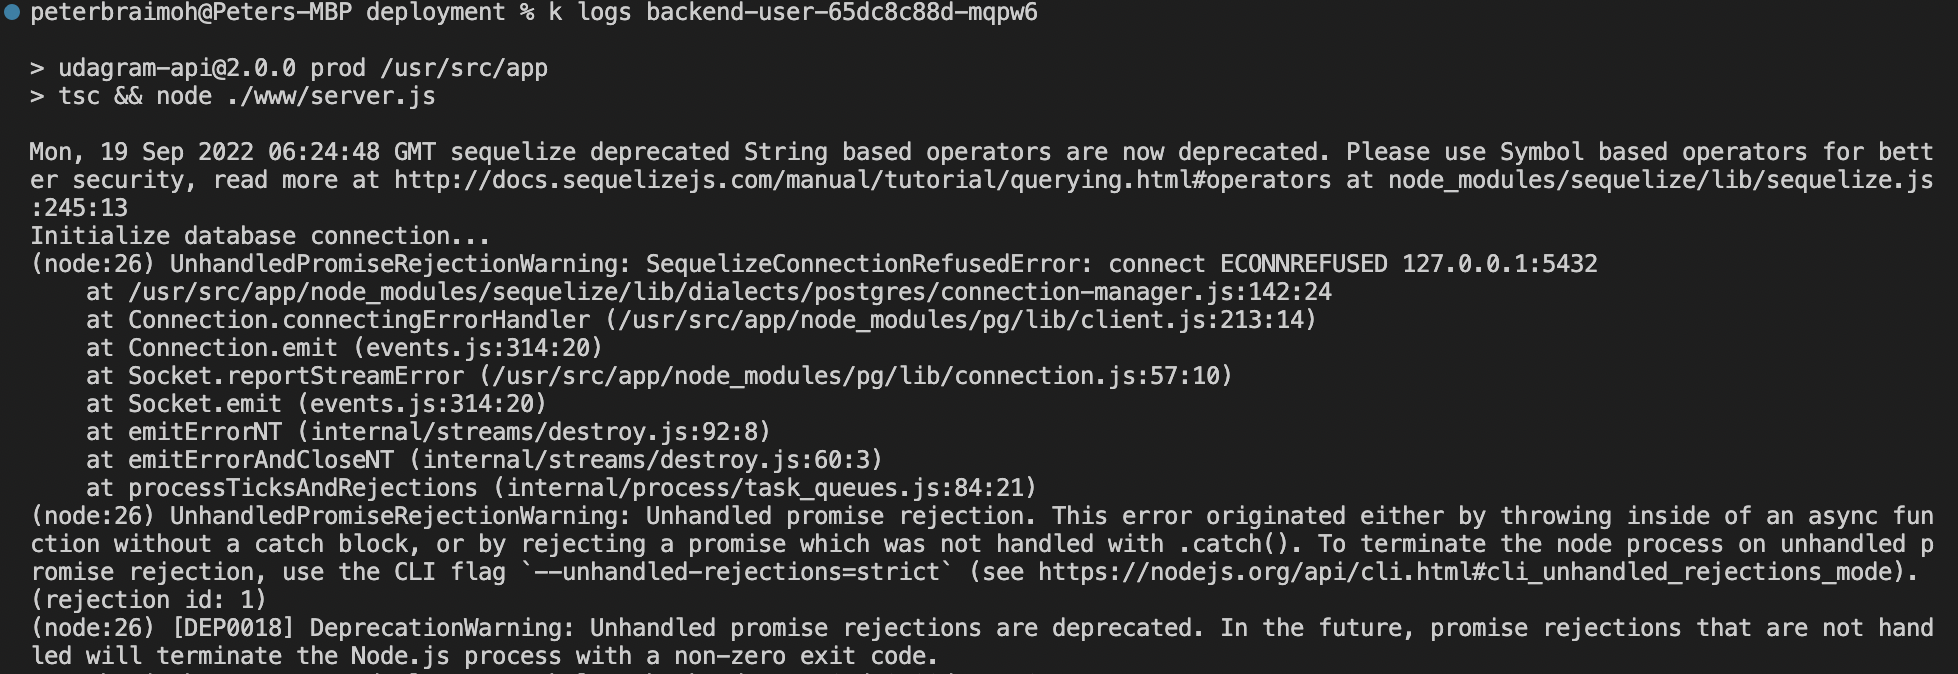 peterbraimoh@Peters-MBP deployment % k logs backend-user-65dc8c88d-mqpw6
> udagram-api@2.0.0 prod /usr/src/app
> tsc && node ./www/server.js
Mon, 19 Sep 2022 06:24:48 GMT sequelize deprecated String based operators are now deprecated. Please use Symbol based operators for bett
er security, read more at http://docs.sequelizejs.com/manual/tutorial/querying.html#operators at node_modules/sequelize/lib/sequelize.js
:245:13
Initialize database connection...
(node:26) UnhandledPromiseRejectionWarning: SequelizeConnectionRefusedError: connect ECONNREFUSED 127.0.0.1:5432
    at /usr/src/app/node_modules/sequelize/lib/dialects/postgres/connection-manager.js:142:24
    at Connection.connectingErrorHandler (/usr/src/app/node_modules/pg/lib/client.js:213:14)
    at Connection.emit (events.js:314:20)
    at Socket.reportStreamError (/usr/src/app/node_modules/pg/lib/connection.js:57:10)
    at Socket.emit (events.js:314:20)
    at emitErrorNT (internal/streams/destroy.js:92:8)
    at emitErrorAndCloseNT (internal/streams/destroy.js:60:3)
    at processTicksAndRejections (internal/process/task_queues.js:84:21)
(node:26) UnhandledPromiseRejectionWarning: Unhandled promise rejection. This error originated either by throwing inside of an async fun
ction without a catch block, or by rejecting a promise which was not handled with .catch(). To terminate the node process on unhandled p
romise rejection, use the CLI flag `--unhandled-rejections=strict` (see https://nodejs.org/api/cli.html#cli_unhandled_rejections_mode).
(rejection id: 1)
(node:26) [DEP0018] DeprecationWarning: Unhandled promise rejections are deprecated. In the future, promise rejections that are not hand
led will terminate the Node.js process with a non-zero exit code.